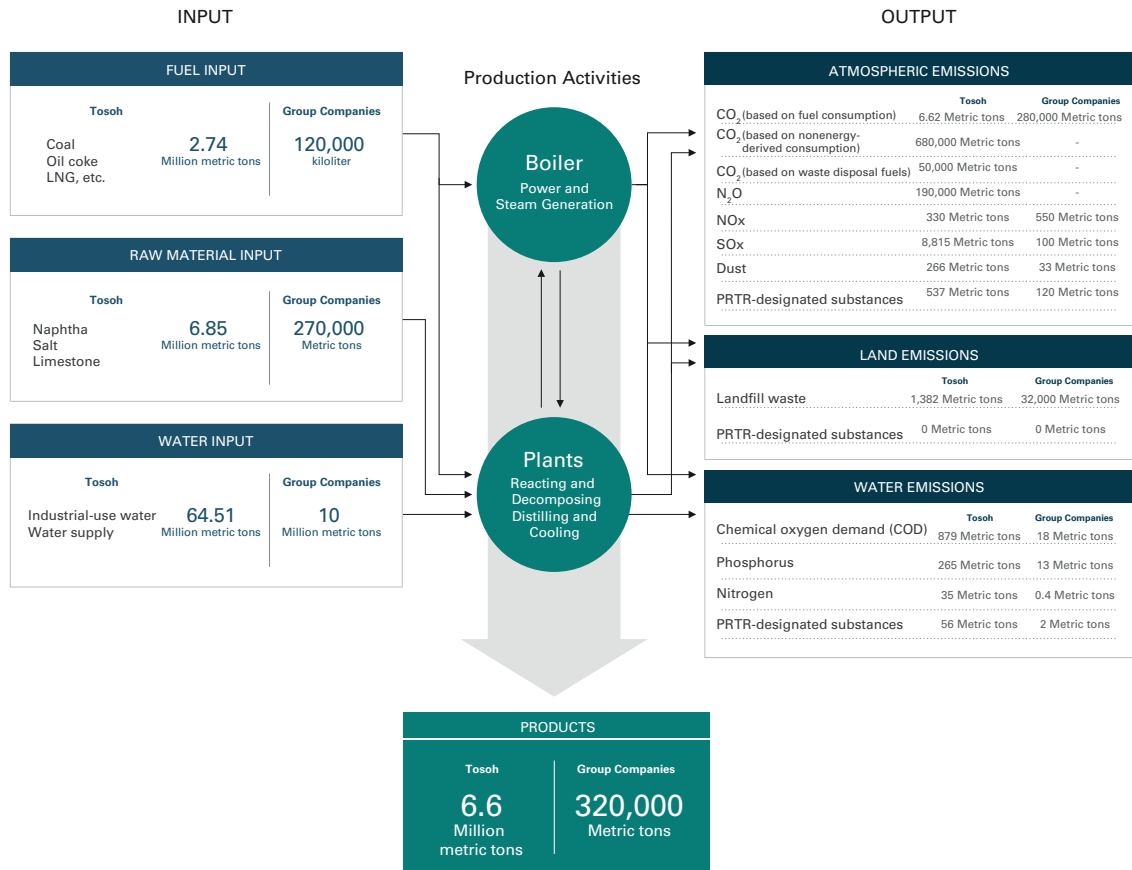 INPUT
OUTPUT
FUEL INPUT
Tosoh
Group Companies
Coal
Oil coke
LNG, etc.
2.74
Million metric tons
120,000
kiloliter
RAW MATERIAL INPUT
Tosoh
Group Companies
Naphtha
Salt
Limestone
6.85
Million metric tons
270,000
Metric tons
WATER INPUT
Tosoh
Group Companies
Industrial-use water
Water supply
64.51
Million metric tons
10
Million metric tons
Production Activities
Boiler
Power and
Steam Generation
Plants
Reacting and
Decomposing
Distilling and
Cooling
ATMOSPHERIC EMISSIONS
Tosoh Group Companies
CO₂ (based on fuel consumption) 6.62 Metric tons 280,000 Metric tons
CO₂ (based on nonenergy-
derived consumption) 680,000 Metric tons -
CO₂ (based on waste disposal fuels) 50,000 Metric tons -
N₂O 190,000 Metric tons -
NOx 330 Metric tons 550 Metric tons
SOx 8,815 Metric tons 100 Metric tons
Dust 266 Metric tons 33 Metric tons
PRTR-designated substances 537 Metric tons 120 Metric tons
LAND EMISSIONS
Tosoh Group Companies
Landfill waste 1,382 Metric tons 32,000 Metric tons
PRTR-designated substances 0 Metric tons 0 Metric tons
WATER EMISSIONS
Tosoh Group Companies
Chemical oxygen demand (COD) 879 Metric tons 18 Metric tons
Phosphorus 265 Metric tons 13 Metric tons
Nitrogen 35 Metric tons 0.4 Metric tons
PRTR-designated substances 56 Metric tons 2 Metric tons
PRODUCTS
Tosoh
Group Companies
6.6
Million
metric tons
320,000
Metric tons